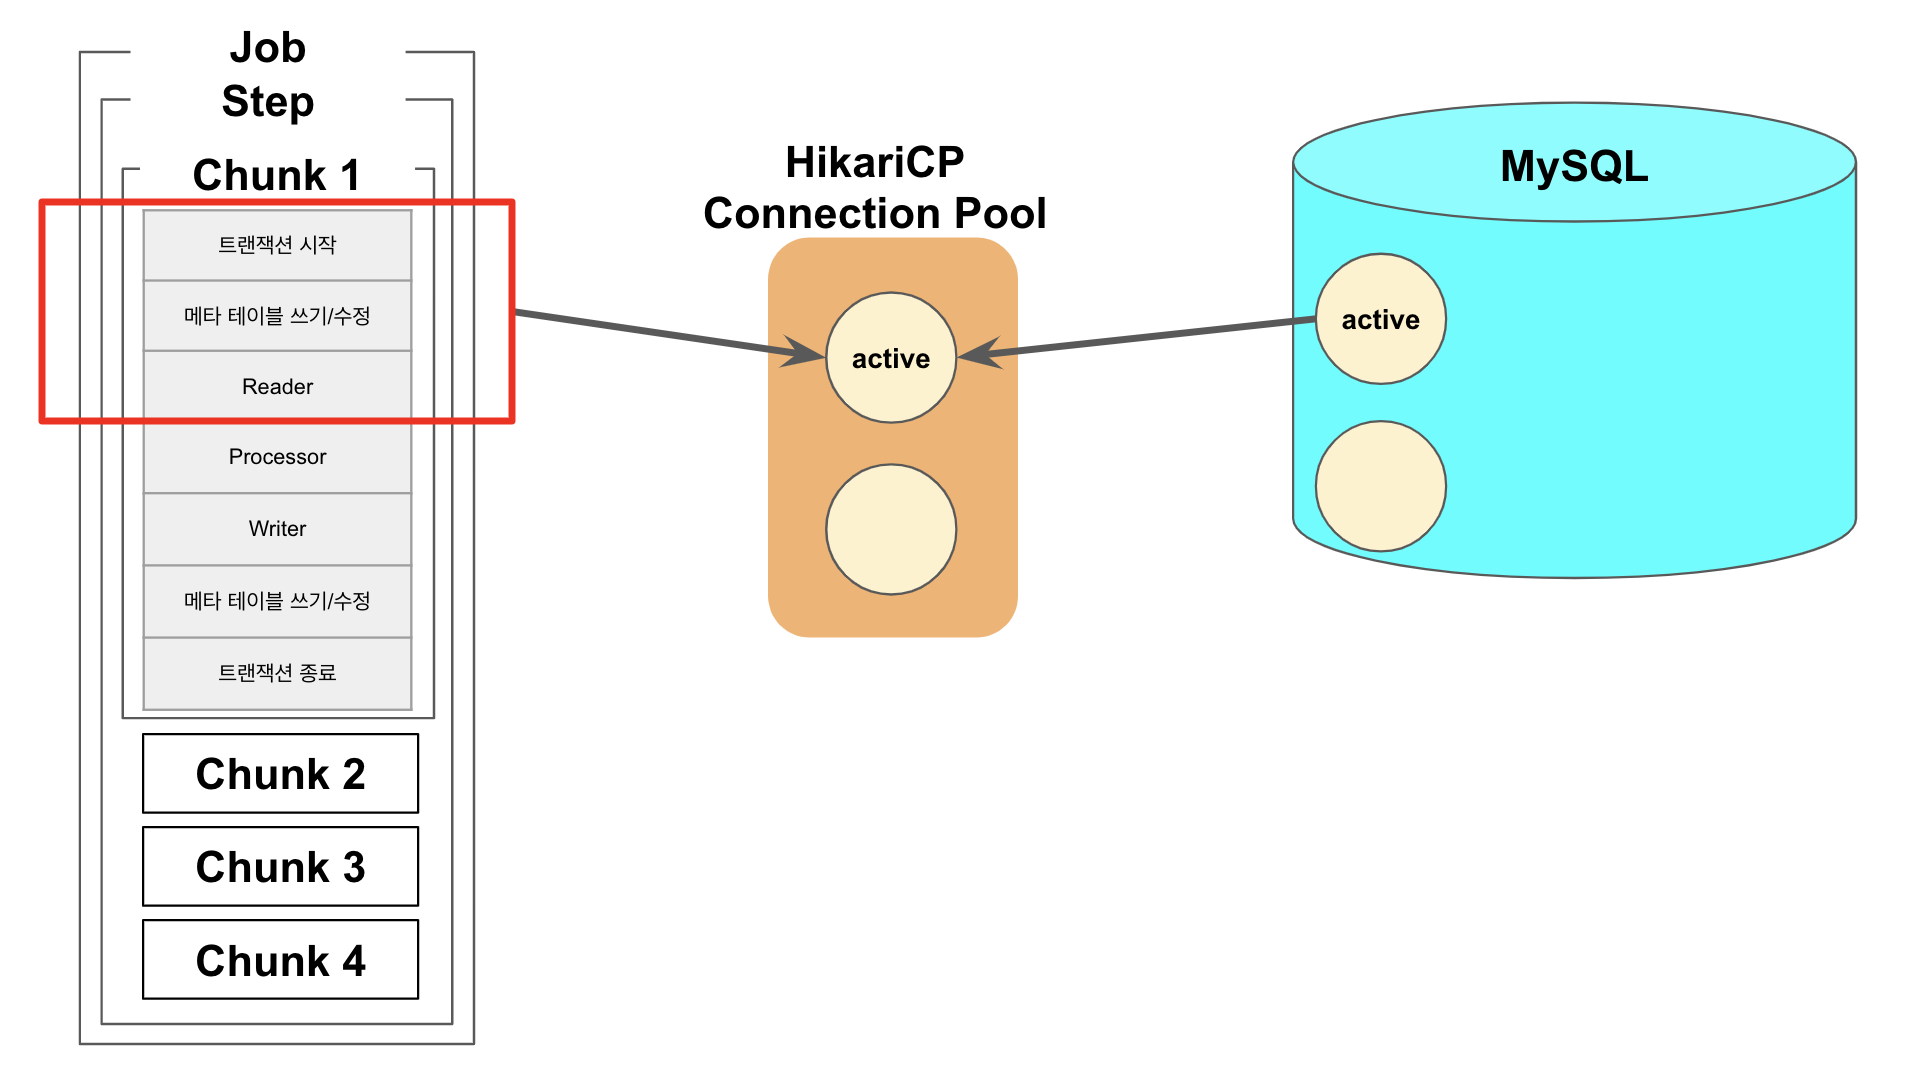 Job
Step
Chunk 1
트랜잭션 시작
메타 테이블 쓰기/수정
Reader
Processor
Writer
메타 테이블 쓰기/수정
트랜잭션 종료
Chunk 2
Chunk 3
Chunk 4
HikariCP
Connection Pool
active
MySQL
active